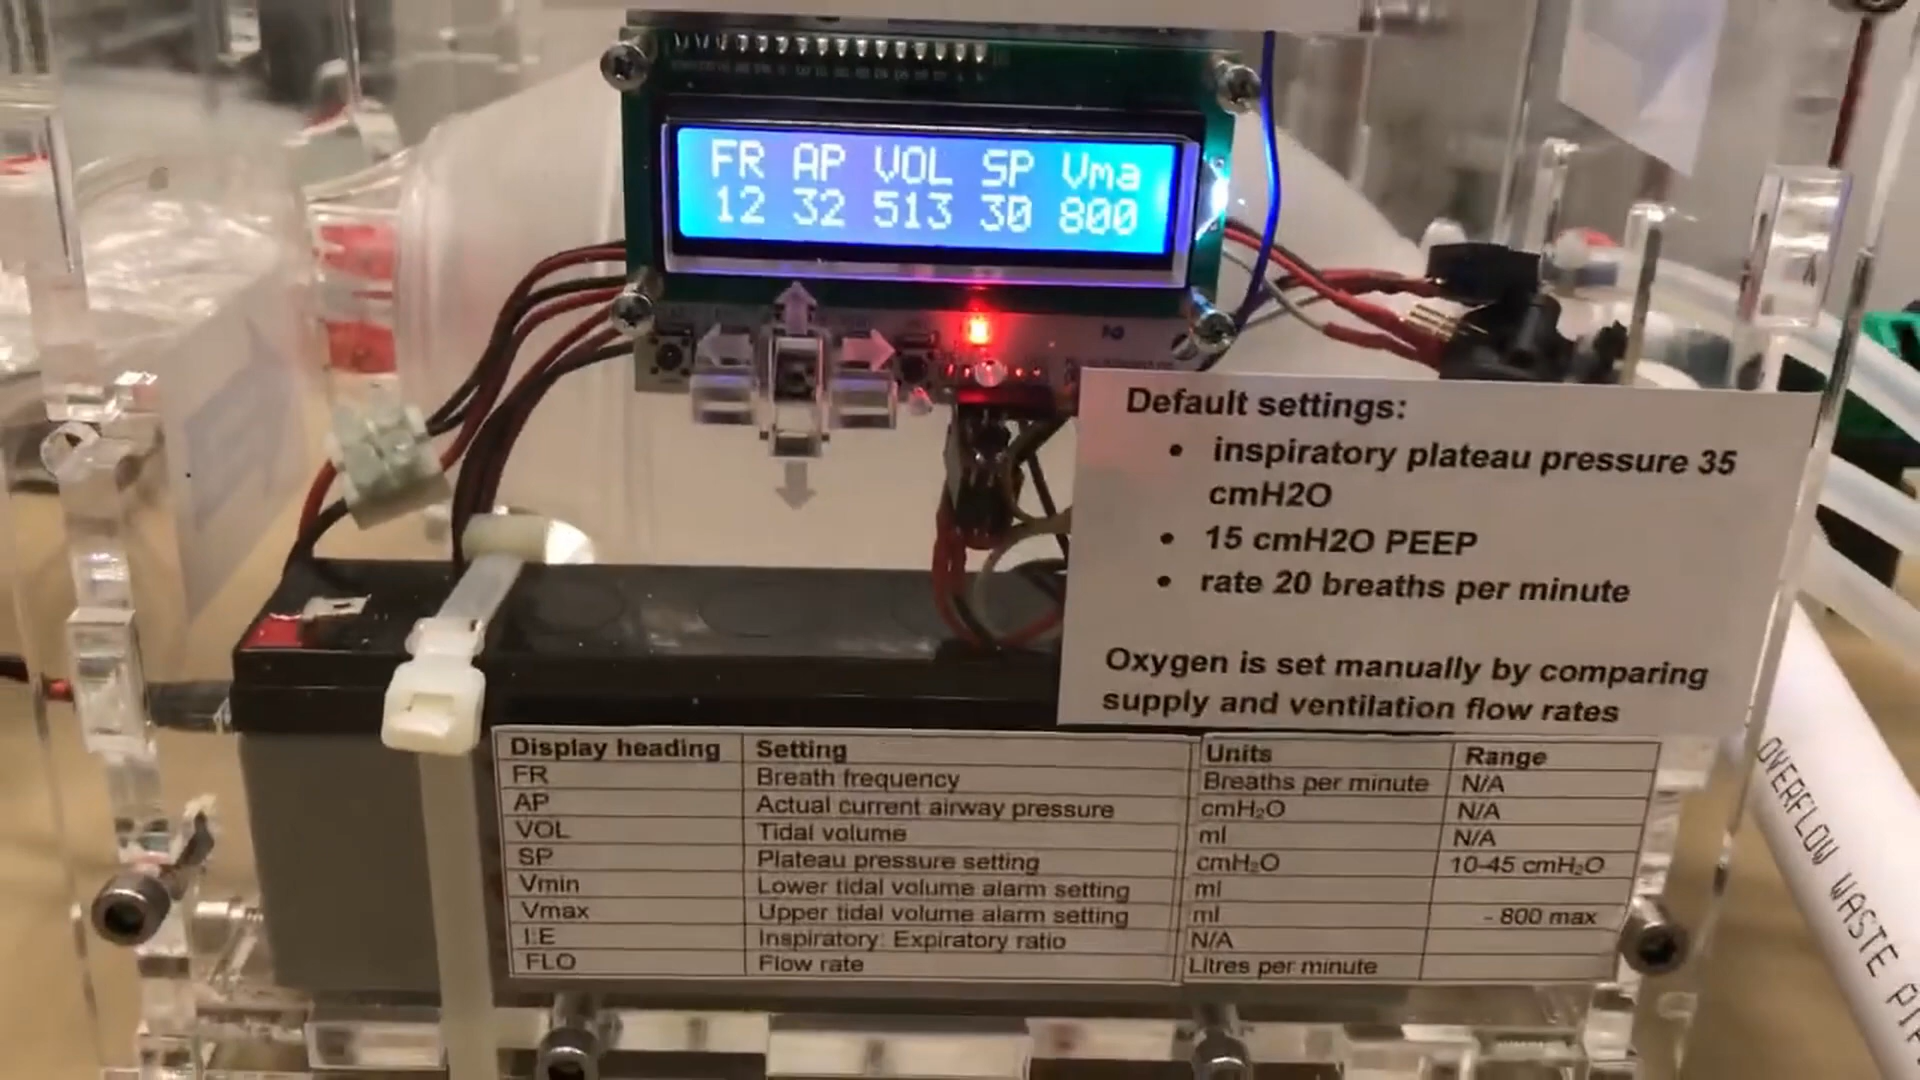 FR AP VOL SP Vma
12 32 513 30 800
Default settings:
• inspiratory plateau pressure 35
cmH2O
• 15 cmH2O PEEP
• rate 20 breaths per minute
Oxygen is set manually by comparing
supply and ventilation flow rates
Display heading Setting Units Range
FR Breath frequency Breaths per minute N/A
AP Actual current airway pressure cmH₂O N/A
VOL Tidal volume ml N/A
SP Plateau pressure setting cmH₂O 10-45 cmH₂O
Vmin Lower tidal volume alarm setting ml
Vmax Upper tidal volume alarm setting ml - 800 max
I:E Inspiratory: Expiratory ratio N/A
FLO Flow rate Litres per minute
OVERFLOW WASTE